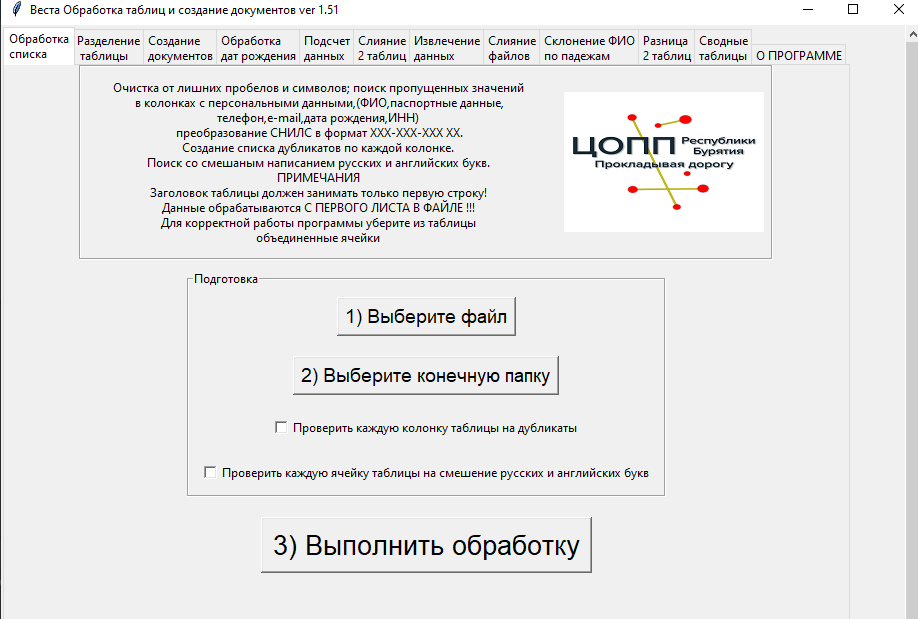 Веста Обработка таблиц и создание документов ver 1.51
Обработка списка
Разделение таблицы
Создание документов
Обработка дат рождения
Подсчет данных
Слияние 2 таблиц
Извлечение данных
Слияние файлов
Склонение ФИО по падежам
Разница 2 таблиц
Сводные таблицы
О ПРОГРАММЕ
Очистка от лишних пробелов и символов; поиск пропущенных значений
в колонках с персональными данными,(ФИО,паспортные данные,
телефон,e-mail,дата рождения,ИНН)
преобразование СНИЛС в формат ХХХ-ХХХ-ХХХ ХХ.
Создание списка дубликатов по каждой колонке.
Поиск со смешаным написанием русских и английских букв.
ПРИМЕЧАНИЯ
Заголовок таблицы должен занимать только первую строку!
Данные обрабатываются С ПЕРВОГО ЛИСТА В ФАЙЛЕ !!!
Для корректной работы программы уберите из таблицы
объединенные ячейки
ЦОПП Республики
Бурятия
Прокладывая дорогу
Подготовка
1) Выберите файл
2) Выберите конечную папку
Проверить каждую колонку таблицы на дубликаты
Проверить каждую ячейку таблицы на смешение русских и английских букв
3) Выполнить обработку